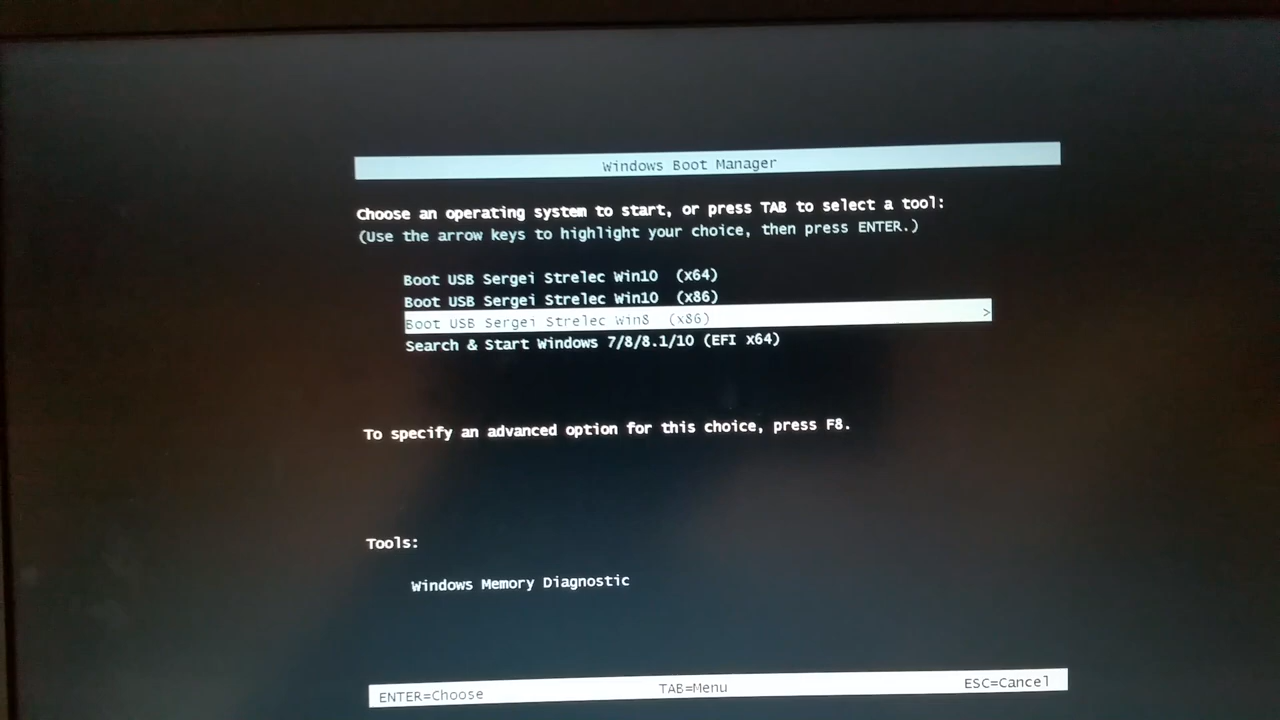 Windows Boot Manager
Choose an operating system to start, or press TAB to select a tool:
(Use the arrow keys to highlight your choice, then press ENTER.)
Boot USB Sergei Strelec Win10 (x64)
Boot USB Sergei Strelec Win10 (x86)
Boot USB Sergei Strelec Win8 (x86) >
Search & Start Windows 7/8/8.1/10 (EFI x64)
To specify an advanced option for this choice, press F8.
Tools:
Windows Memory Diagnostic
ENTER=Choose TAB=Menu ESC=Cancel